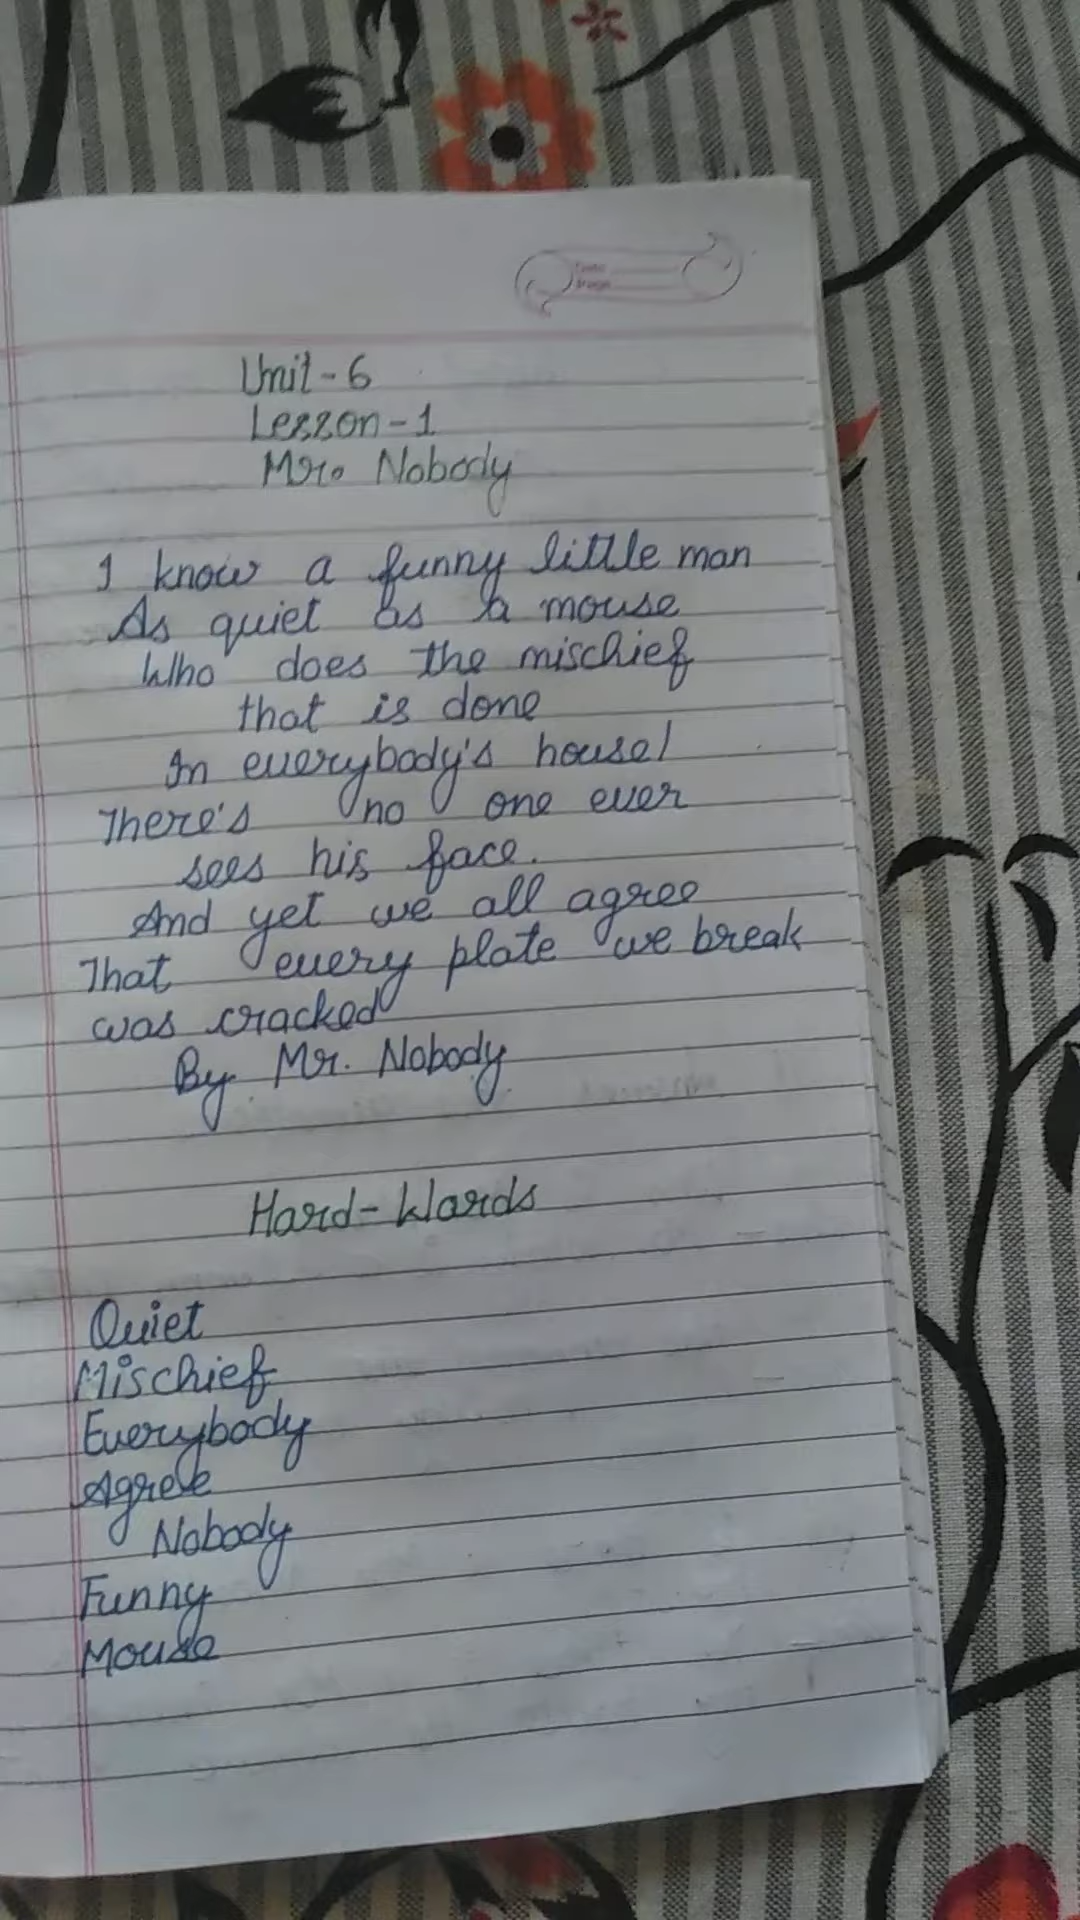 Unit-6
Lesson-1
Mr. Nobody
I know a funny little man
As quiet as a mouse
Who does the mischief
that is done
In everybody's house!
There's no one ever
sees his face.
And yet we all agree
That every plate we break
was cracked
By Mr. Nobody
Hard-Words
Quiet
Mischief
Everybody
Agree
Nobody
Funny
Mouse